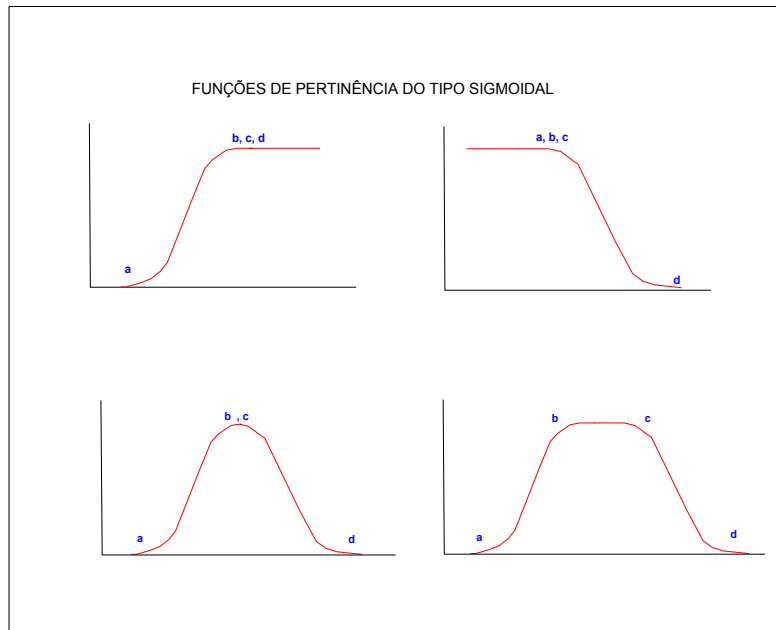 FUNÇÕES DE PERTINÊNCIA DO TIPO SIGMOIDAL
b, c, d
a
a, b, c
d
b , c
a
d
b
c
a
d